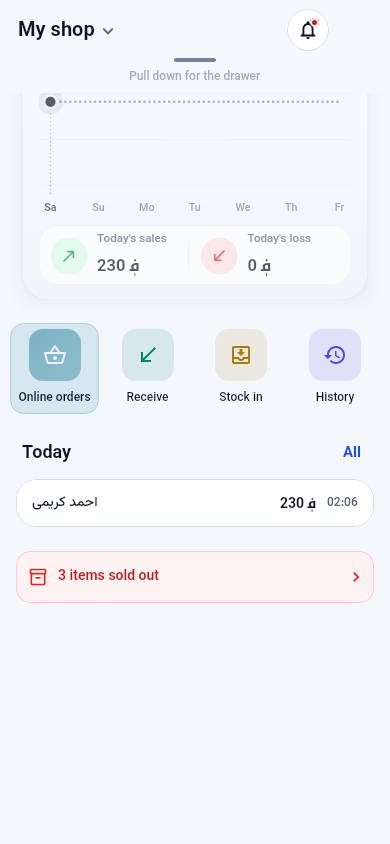 My shop
Pull down for the drawer
Sa Su Mo Tu We Th Fr
Today's sales
230 ؋
Today's loss
0 ؋
Online orders
Receive
Stock in
History
Today
All
احمد کریمی
230 ؋
02:06
3 items sold out